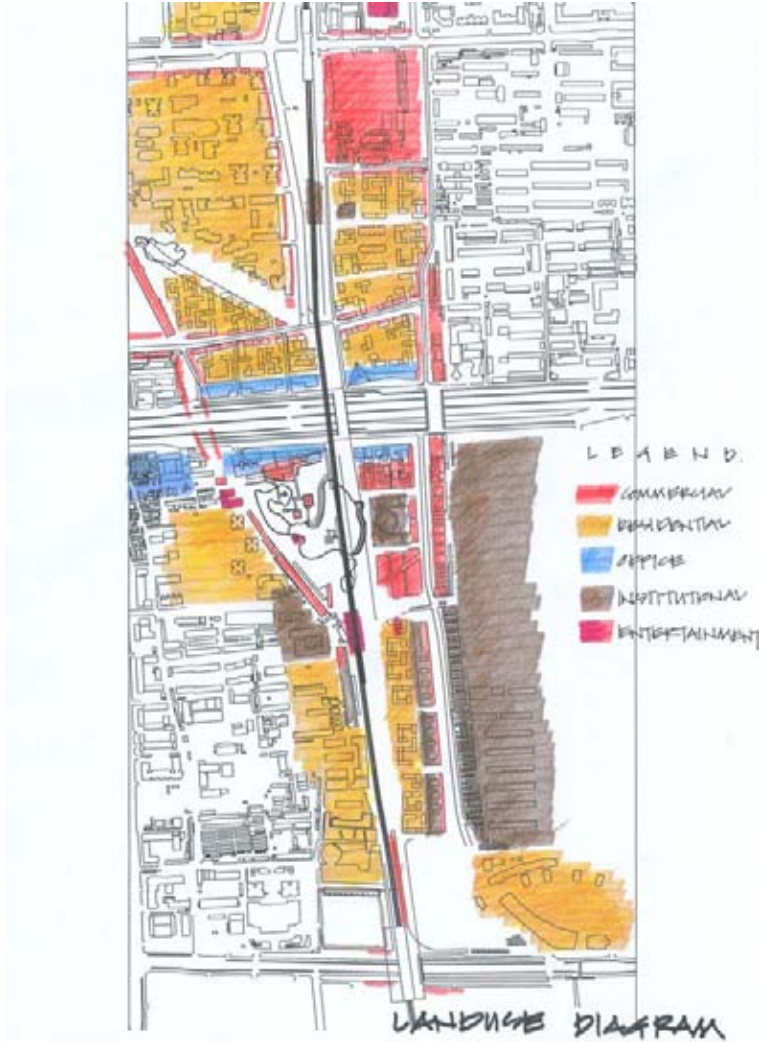 LEGEND.
COMMERCIAL
RESIDENTIAL
OFFICE
INSTITUTIONAL
ENTERTAINMENT
LANDUSE DIAGRAM